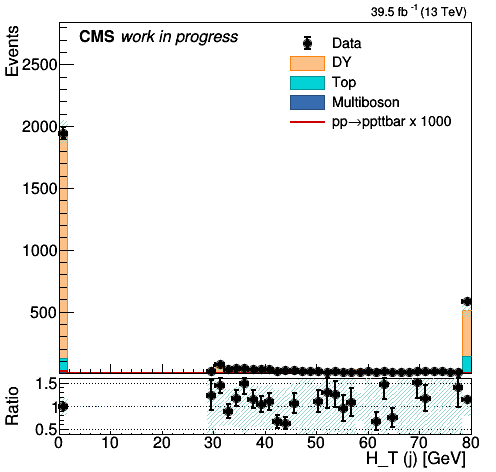 39.5 fb⁻¹ (13 TeV)
CMS work in progress
Events
Data
DY
Top
Multiboson
pp→ppttbar x 1000
2500
2000
1500
1000
500
Ratio
1.5
1
0.5
0 10 20 30 40 50 60 70 80
H_T (j) [GeV]